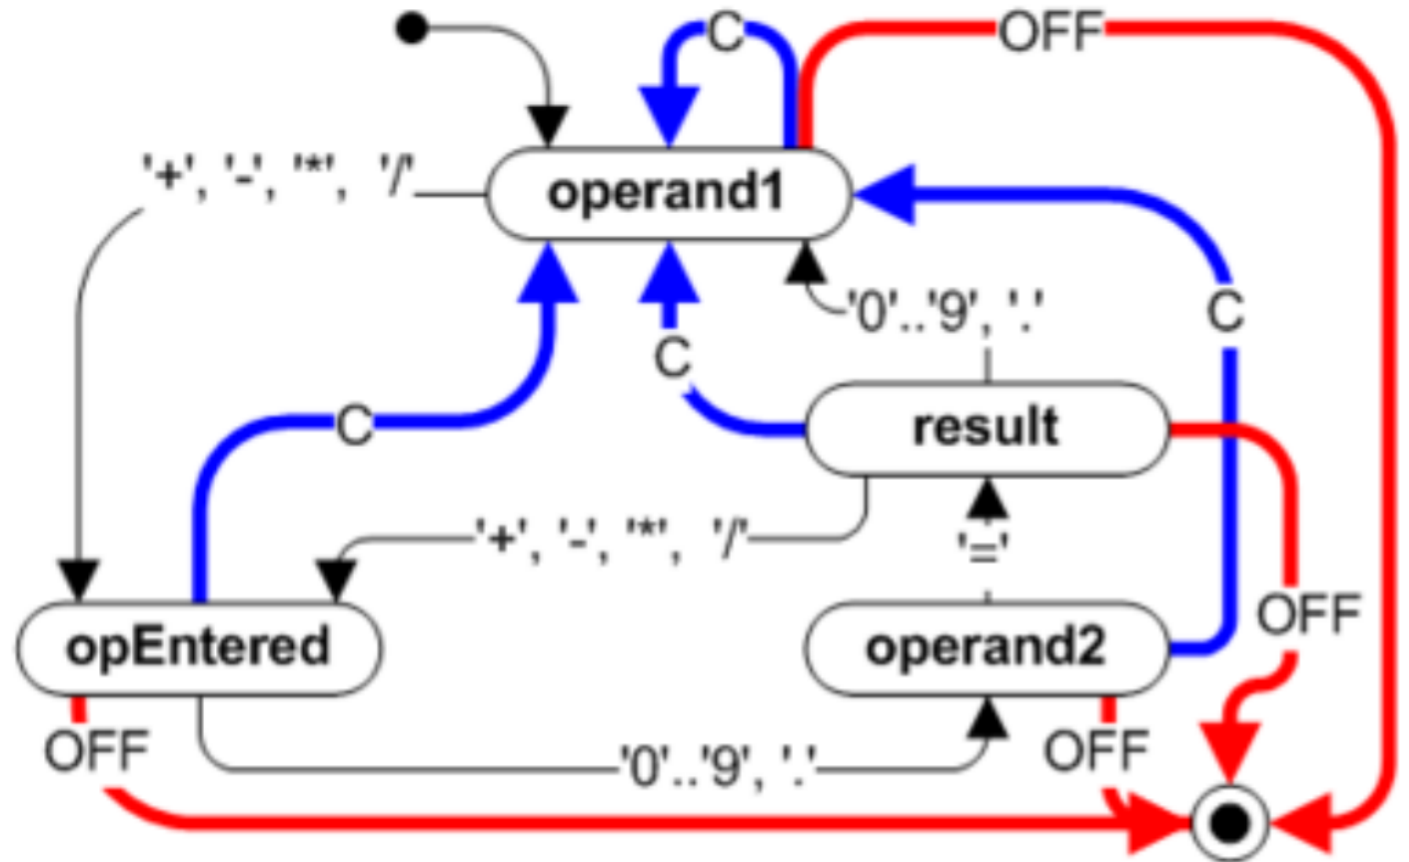 C
OFF
'+', '-', '*', '/'
operand1
'0'..'9', '.'
C
C
C
result
'+', '-', '*', '/'
'='
OFF
opEntered
operand2
OFF
'0'..'9', '.'
OFF